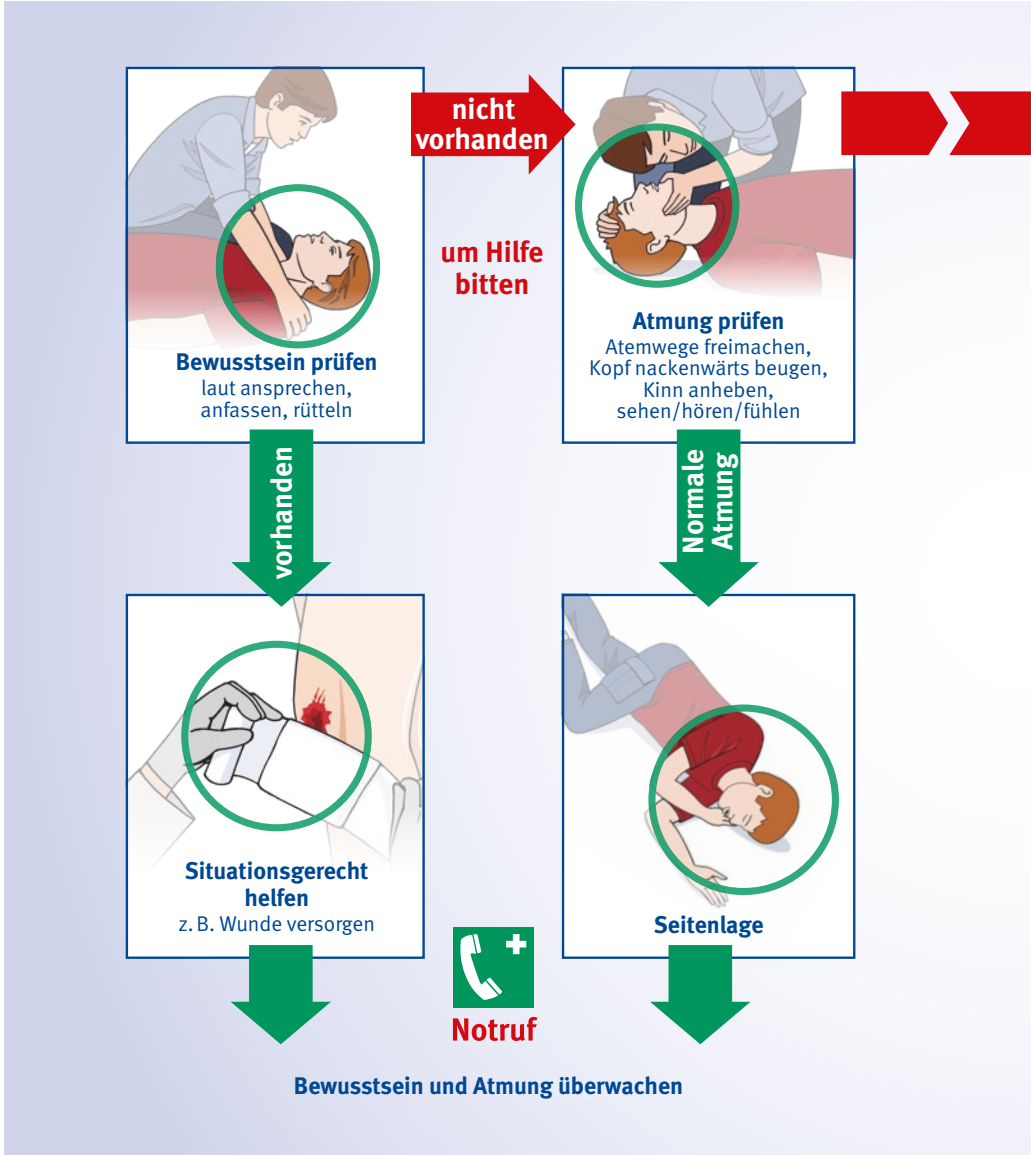 nicht
vorhanden
um Hilfe
bitten
Bewusstsein prüfen
laut ansprechen,
anfassen, rütteln
Atmung prüfen
Atemwege freimachen,
Kopf nackenwärts beugen,
Kinn anheben,
sehen/hören/fühlen
vorhanden
Normale
Atmung
Situationsgerecht
helfen
z. B. Wunde versorgen
Seitenlage
Notruf
Bewusstsein und Atmung überwachen